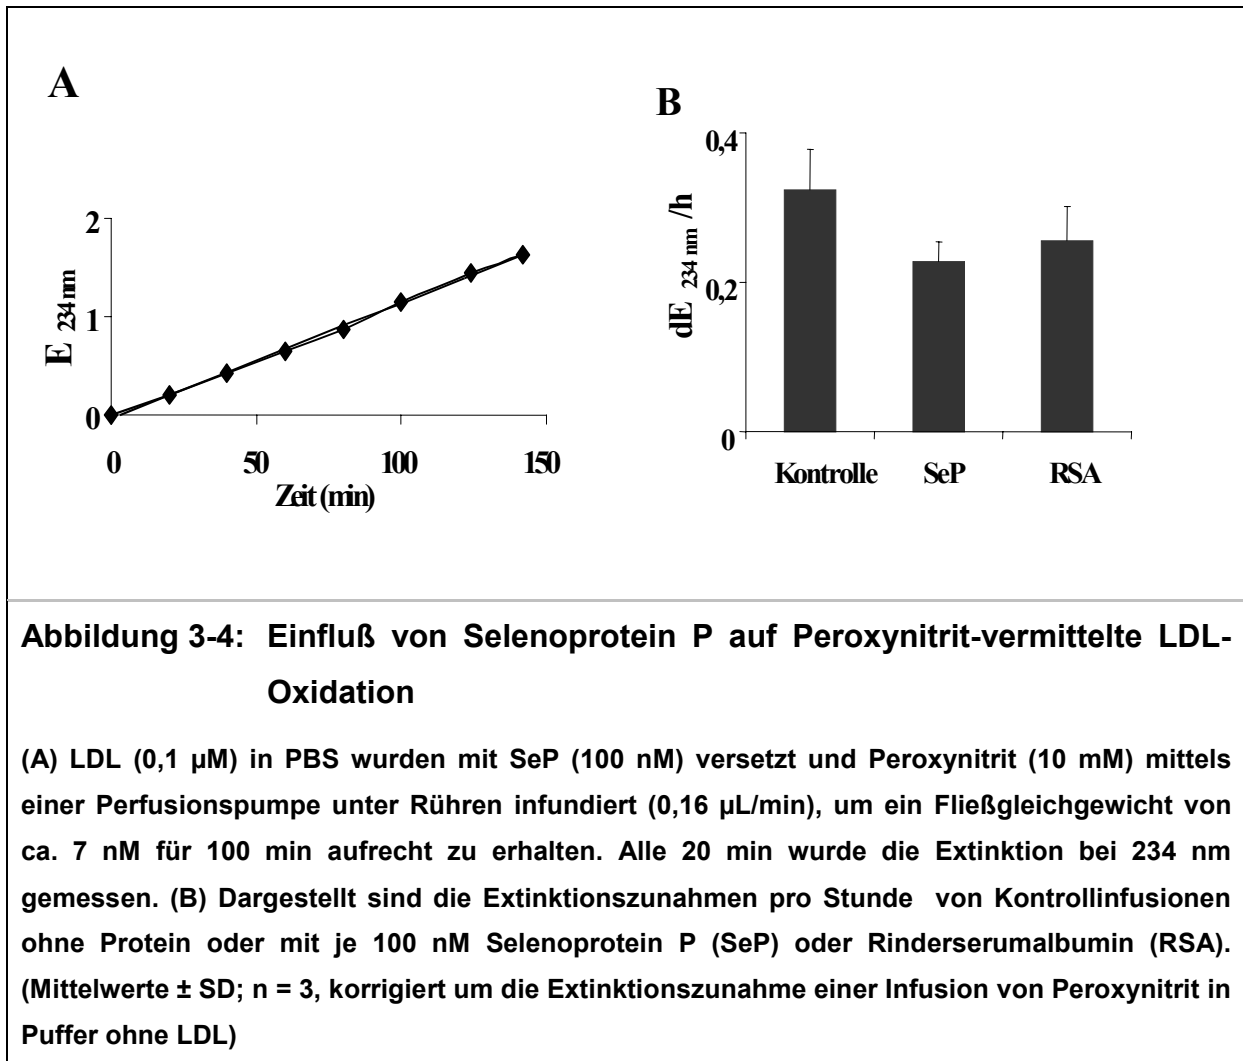 A
B
2
1
0
E 234 nm
0
50
100
150
Zeit (min)
0,4
0,2
0
dE 234 nm /h
Kontrolle
SeP
RSA
Abbildung 3-4: Einfluß von Selenoprotein P auf Peroxynitrit-vermittelte LDL-
Oxidation
(A) LDL (0,1 µM) in PBS wurden mit SeP (100 nM) versetzt und Peroxynitrit (10 mM) mittels
einer Perfusionspumpe unter Rühren infundiert (0,16 µL/min), um ein Fließgleichgewicht von
ca. 7 nM für 100 min aufrecht zu erhalten. Alle 20 min wurde die Extinktion bei 234 nm
gemessen. (B) Dargestellt sind die Extinktionszunahmen pro Stunde von Kontrollinfusionen
ohne Protein oder mit je 100 nM Selenoprotein P (SeP) oder Rinderserumalbumin (RSA).
(Mittelwerte ± SD; n = 3, korrigiert um die Extinktionszunahme einer Infusion von Peroxynitrit in
Puffer ohne LDL)